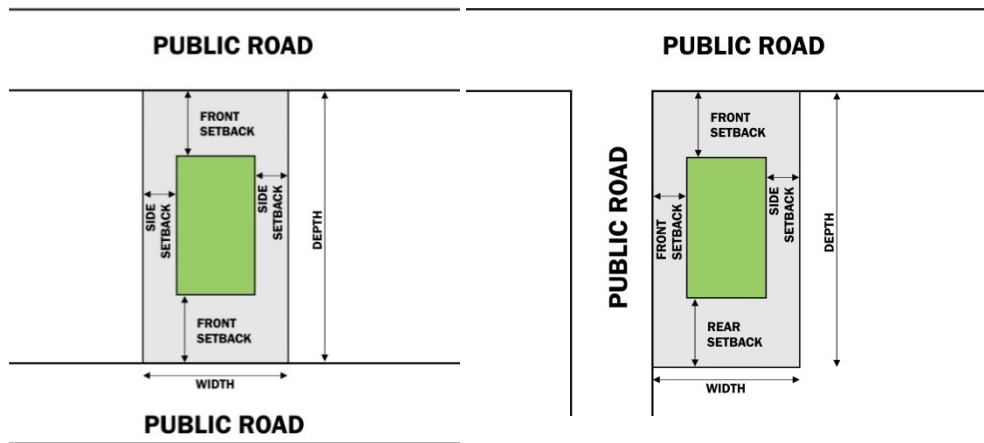 PUBLIC ROAD
FRONT
SETBACK
SIDE
SETBACK
SIDE
SETBACK
DEPTH
FRONT
SETBACK
WIDTH
PUBLIC ROAD
PUBLIC ROAD
PUBLIC ROAD
FRONT
SETBACK
FRONT
SETBACK
SIDE
SETBACK
DEPTH
REAR
SETBACK
WIDTH